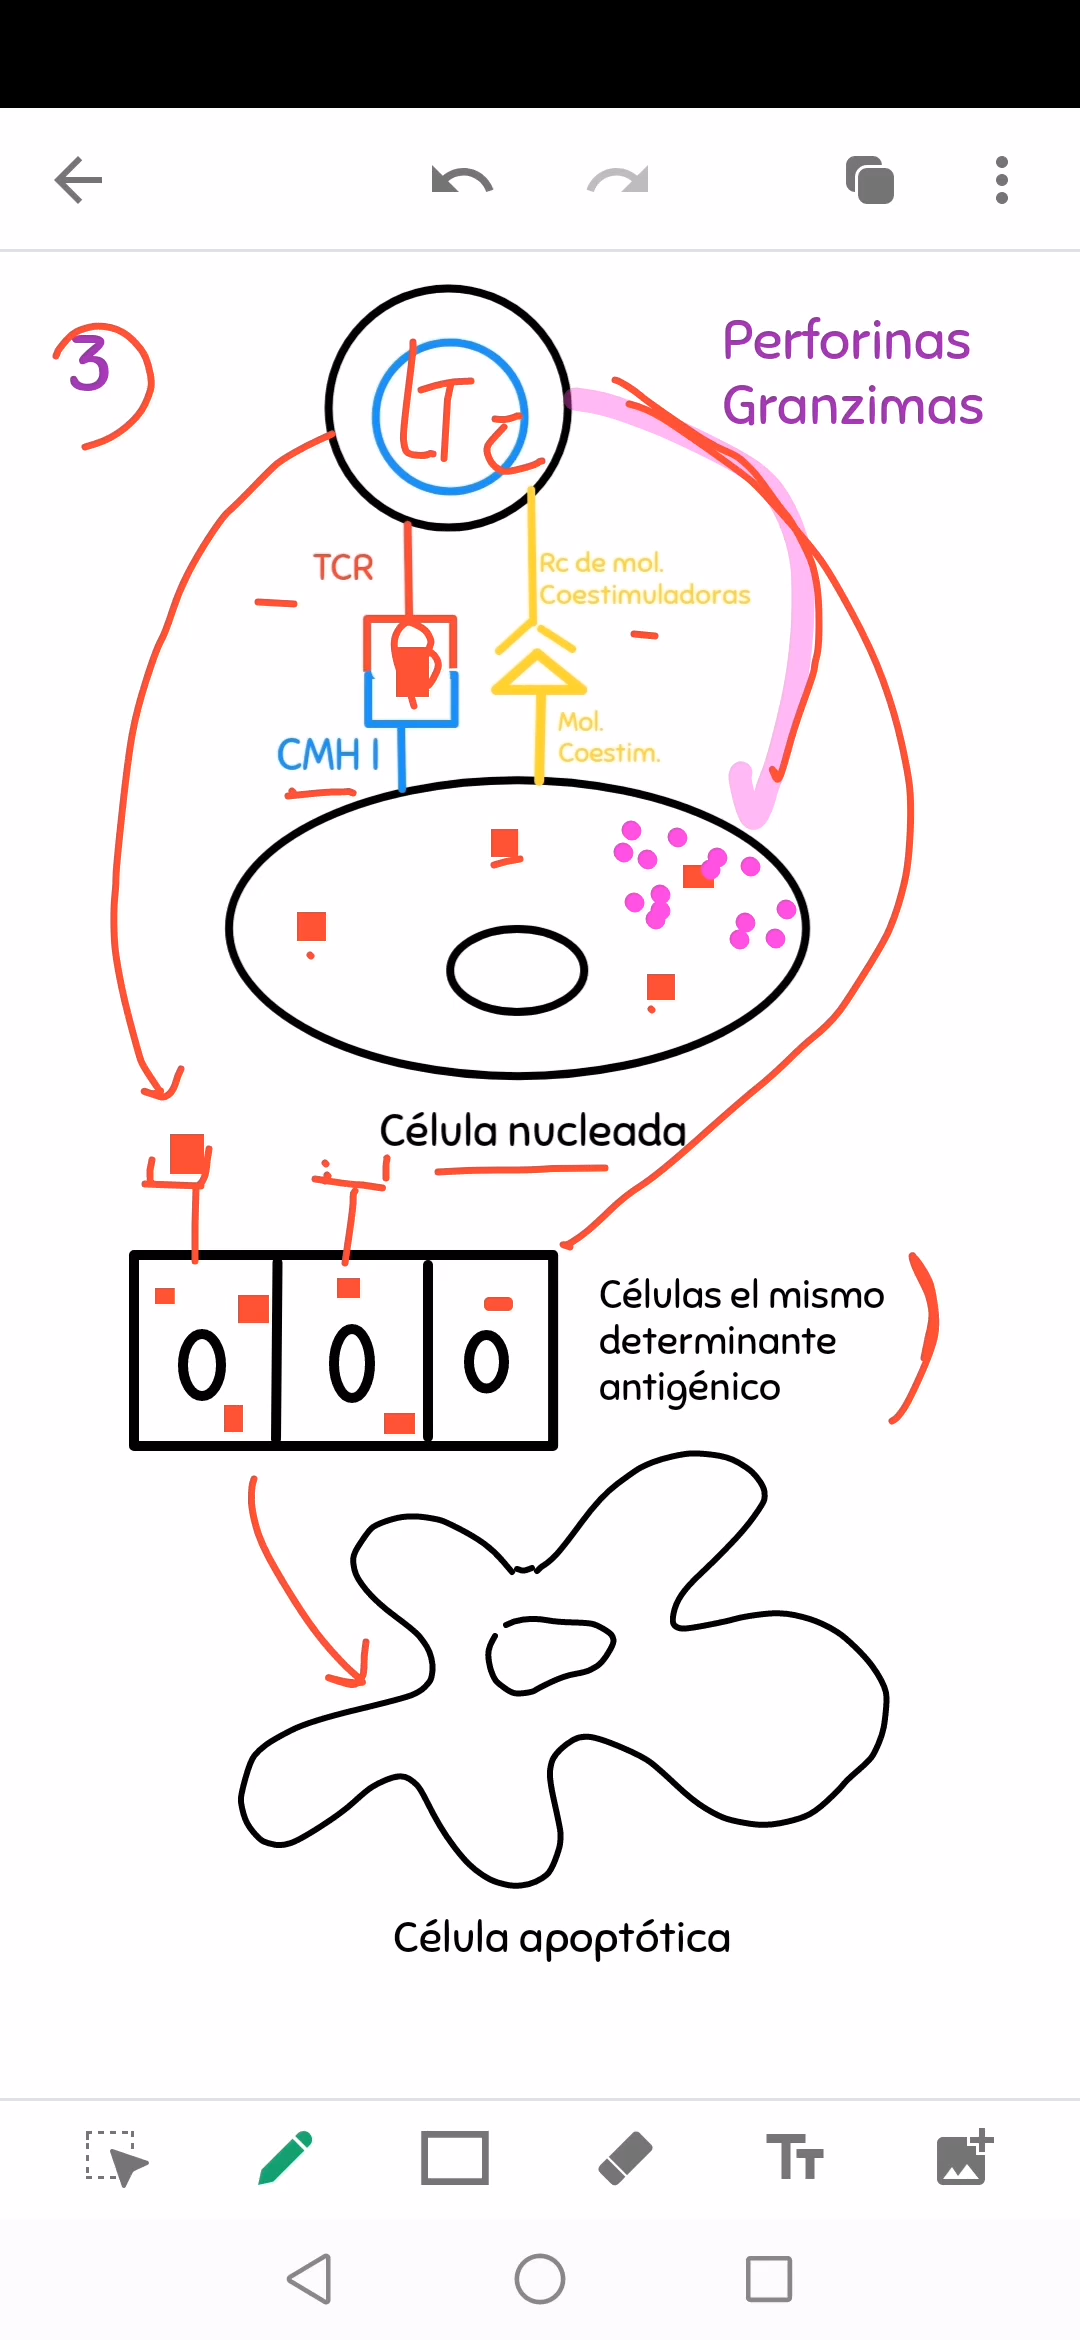 3
Perforinas
Granzimas
LTc
TCR
Rc de mol.
Coestimuladoras
CMH I
Mol.
Coestim.
Célula nucleada
Células el mismo
determinante
antigénico
Célula apoptótica